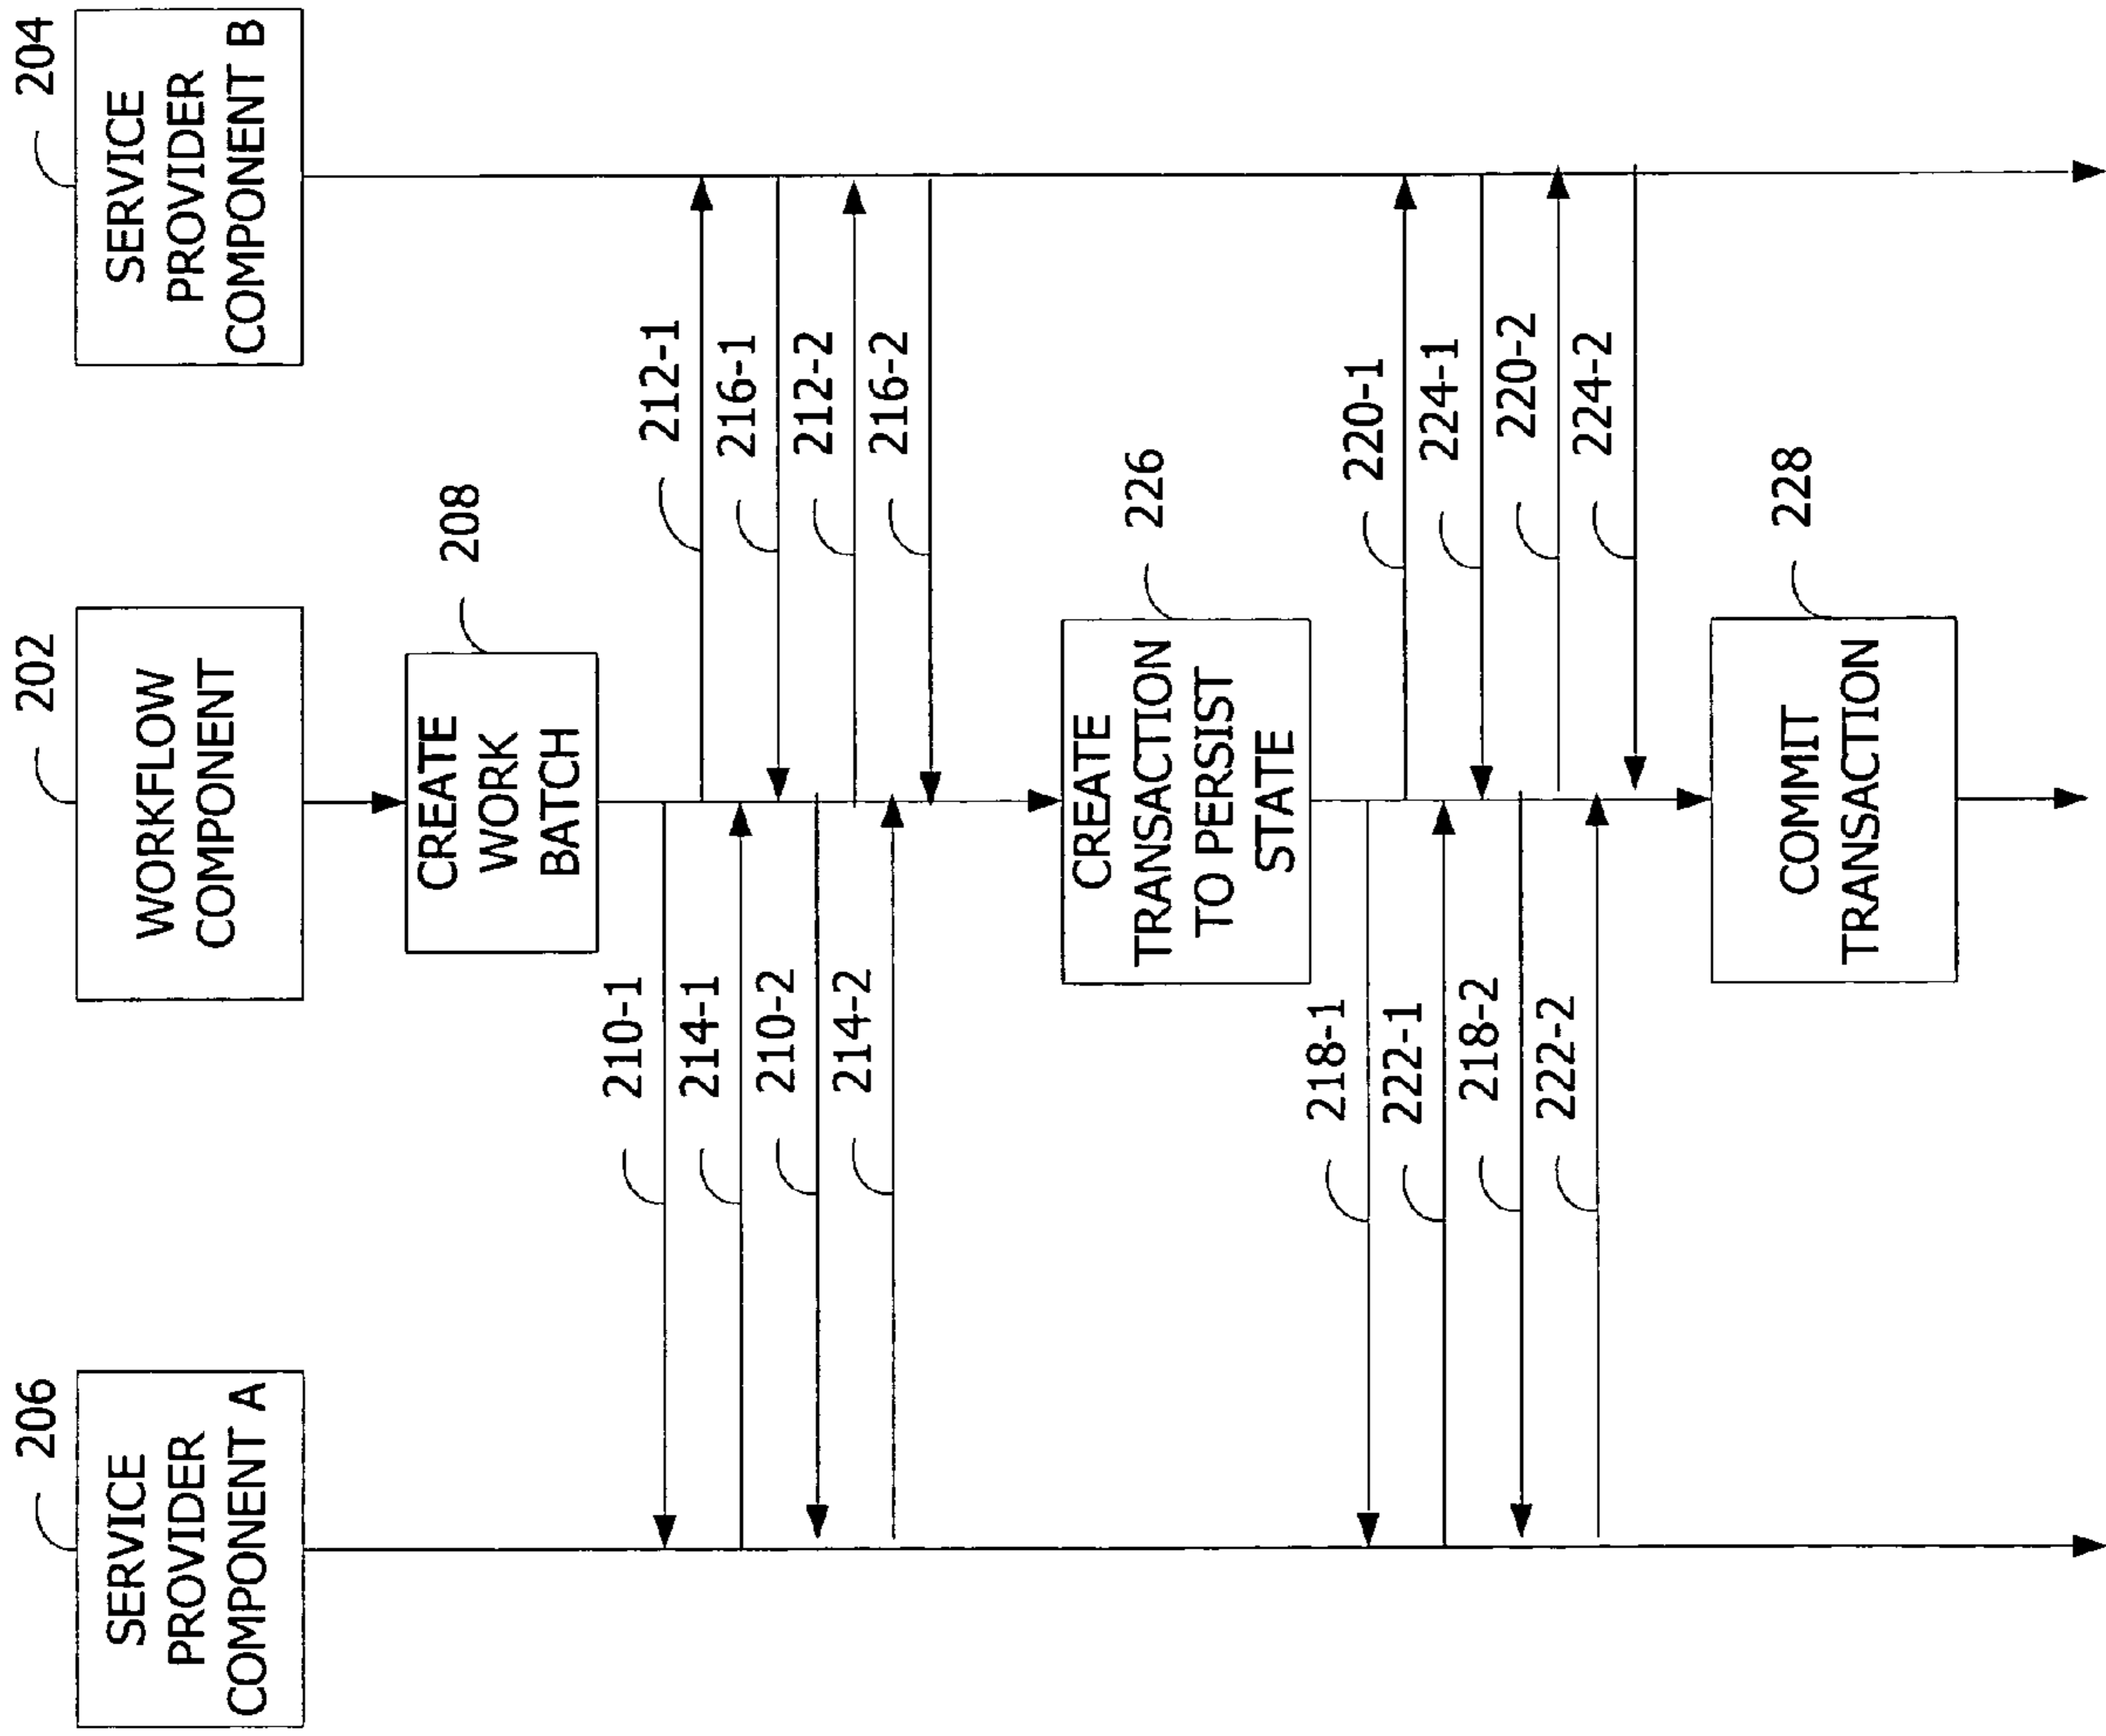 206
SERVICE
PROVIDER
COMPONENT A
202
WORKFLOW
COMPONENT
204
SERVICE
PROVIDER
COMPONENT B
CREATE
WORK
BATCH
208
210-1
212-1
214-1
216-1
210-2
212-2
214-2
216-2
CREATE
TRANSACTION
TO PERSIST
STATE
226
218-1
220-1
222-1
224-1
218-2
220-2
222-2
224-2
COMMIT
TRANSACTION
228